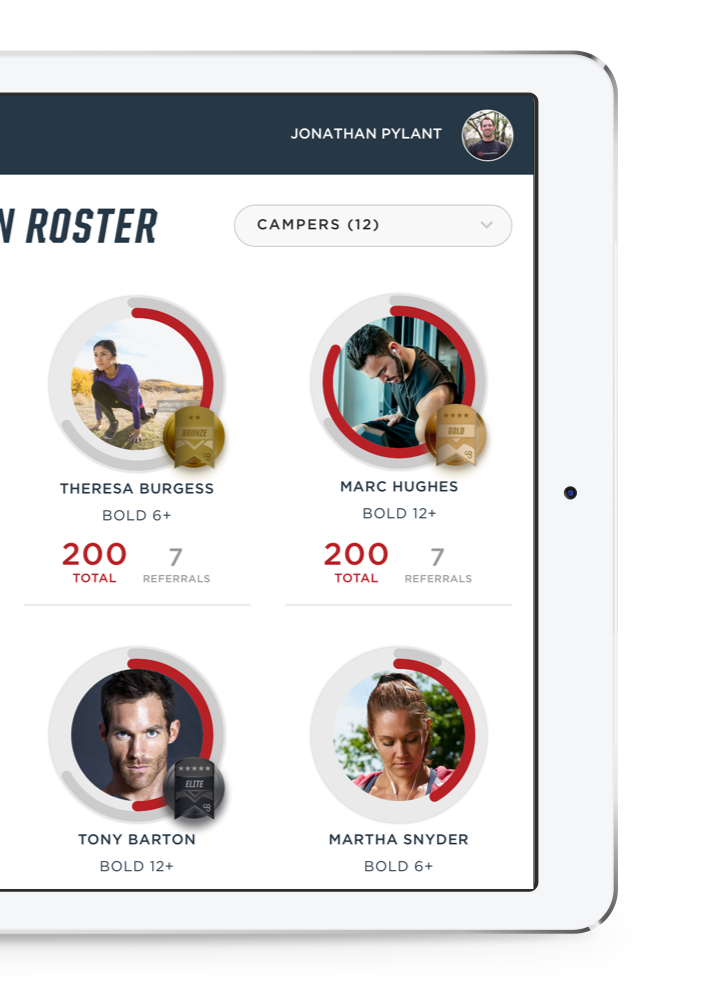 JONATHAN PYLANT
N ROSTER
CAMPERS (12)
BRONZE
GOLD
THERESA BURGESS
MARC HUGHES
BOLD 6+
BOLD 12+
200
7
200
7
TOTAL
REFERRALS
TOTAL
REFERRALS
ELITE
TONY BARTON
MARTHA SNYDER
BOLD 12+
BOLD 6+